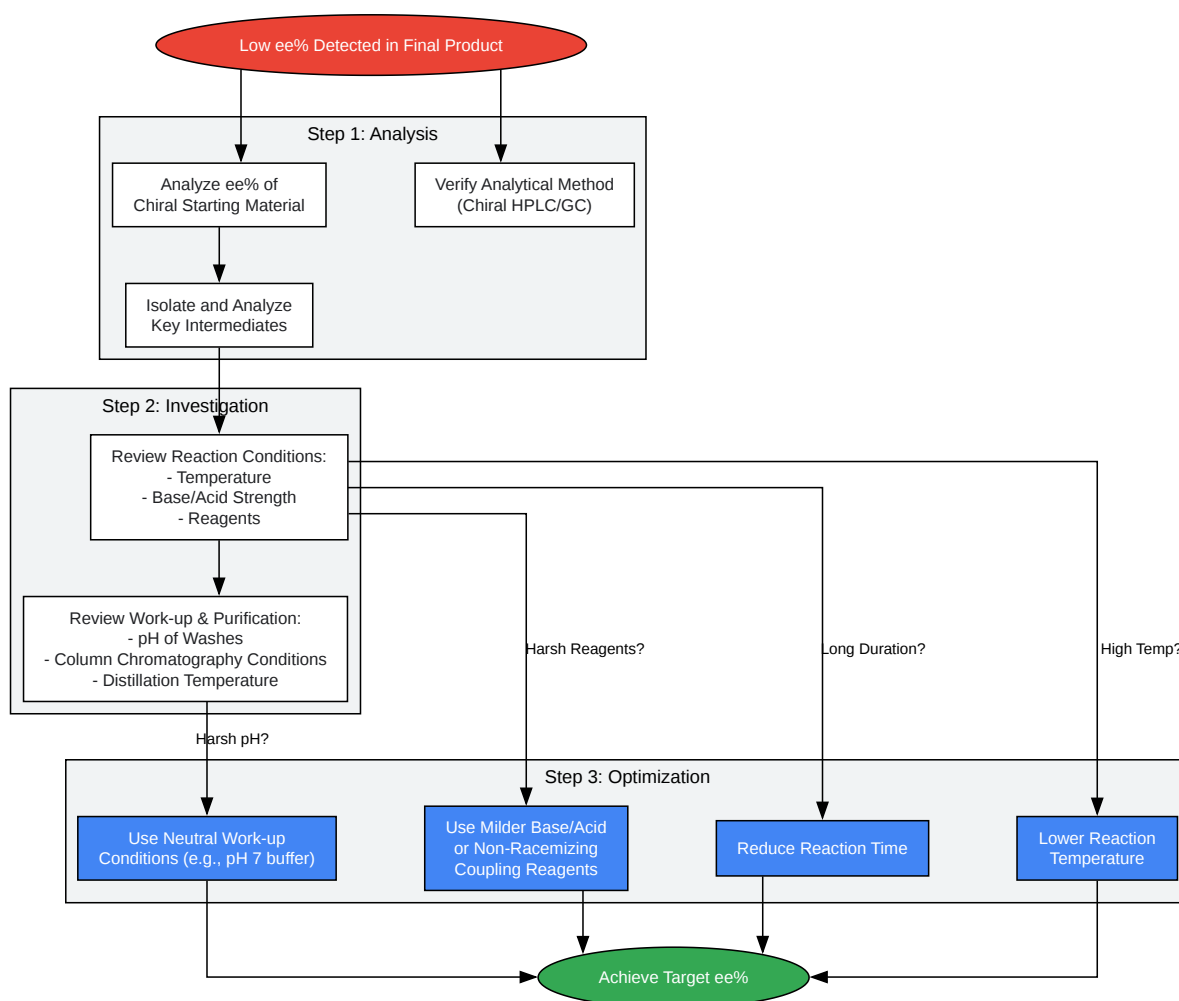 Low ee% Detected in Final Product
Step 1: Analysis
Analyze ee% of
Chiral Starting Material
Verify Analytical Method
(Chiral HPLC/GC)
Isolate and Analyze
Key Intermediates
Step 2: Investigation
Review Reaction Conditions:
- Temperature
- Base/Acid Strength
- Reagents
Review Work-up & Purification:
- pH of Washes
- Column Chromatography Conditions
- Distillation Temperature
Harsh Reagents?
Long Duration?
High Temp?
Harsh pH?
Step 3: Optimization
Use Neutral Work-up
Conditions (e.g., pH 7 buffer)
Use Milder Base/Acid
or Non-Racemizing
Coupling Reagents
Reduce Reaction Time
Lower Reaction
Temperature
Achieve Target ee%